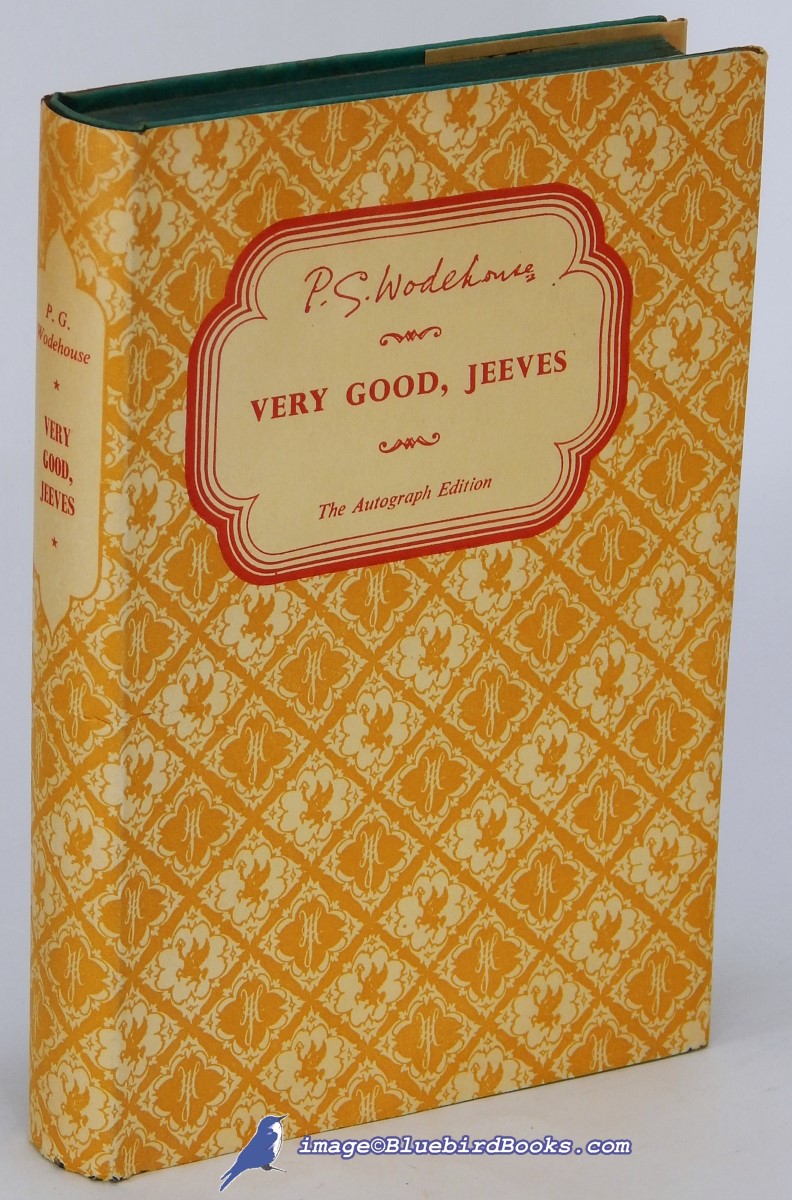 P. G.
Wodehouse
VERY
GOOD,
JEEVES
P.G. Wodehouse
VERY GOOD, JEEVES
The Autograph Edition
image©BluebirdBooks.com